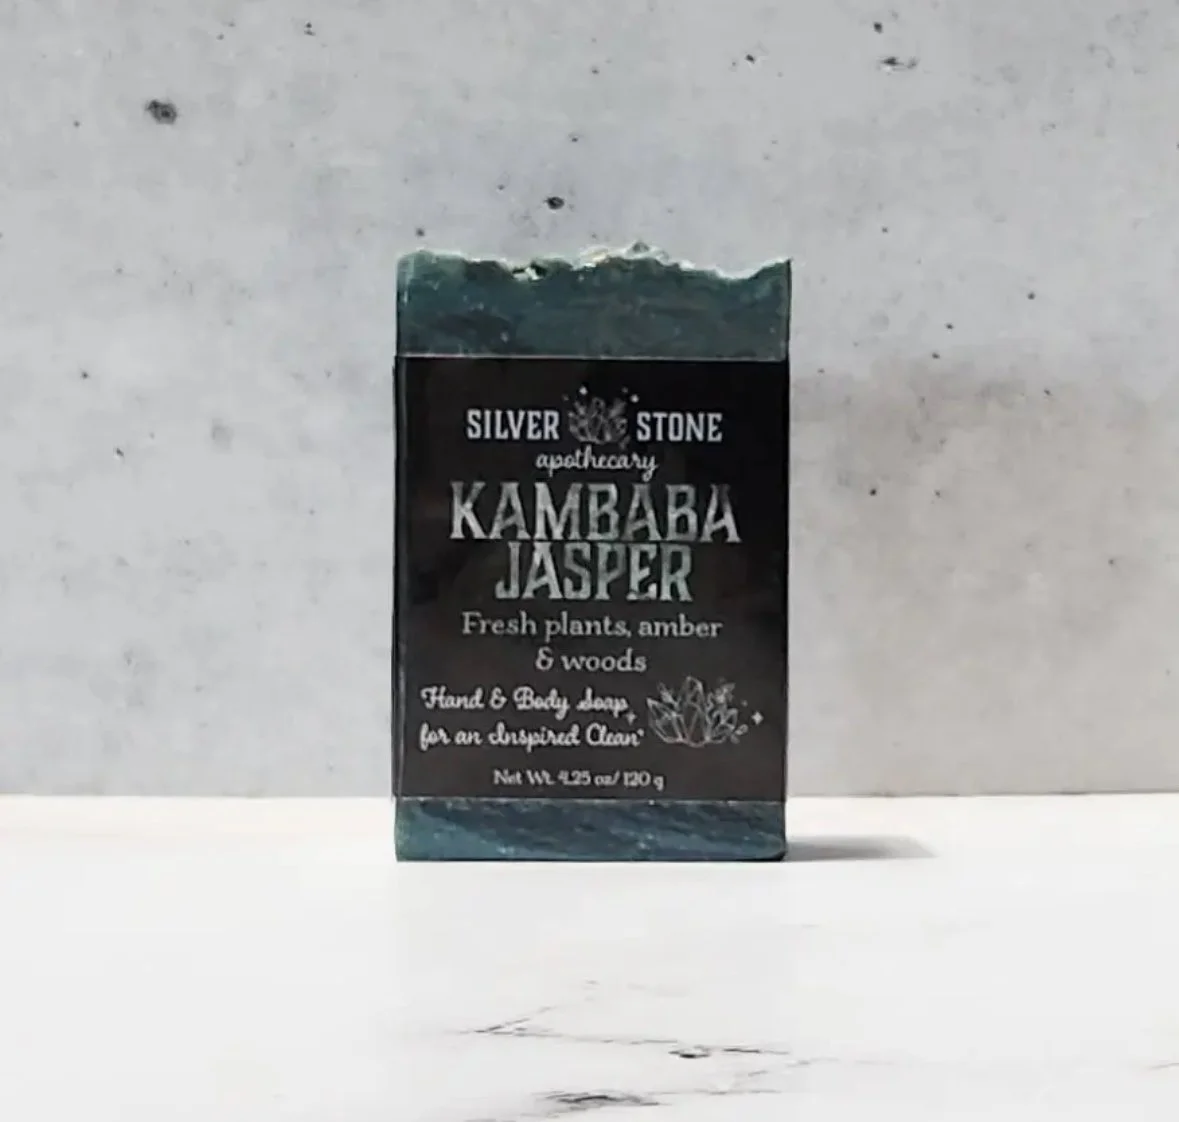 SILVER STONE
apothecary
KAMBABA
JASPER
Fresh plants, amber
& woods
Hand & Body Soap
for an Inspired Clean
Net Wt. 4.25 oz/ 120 g